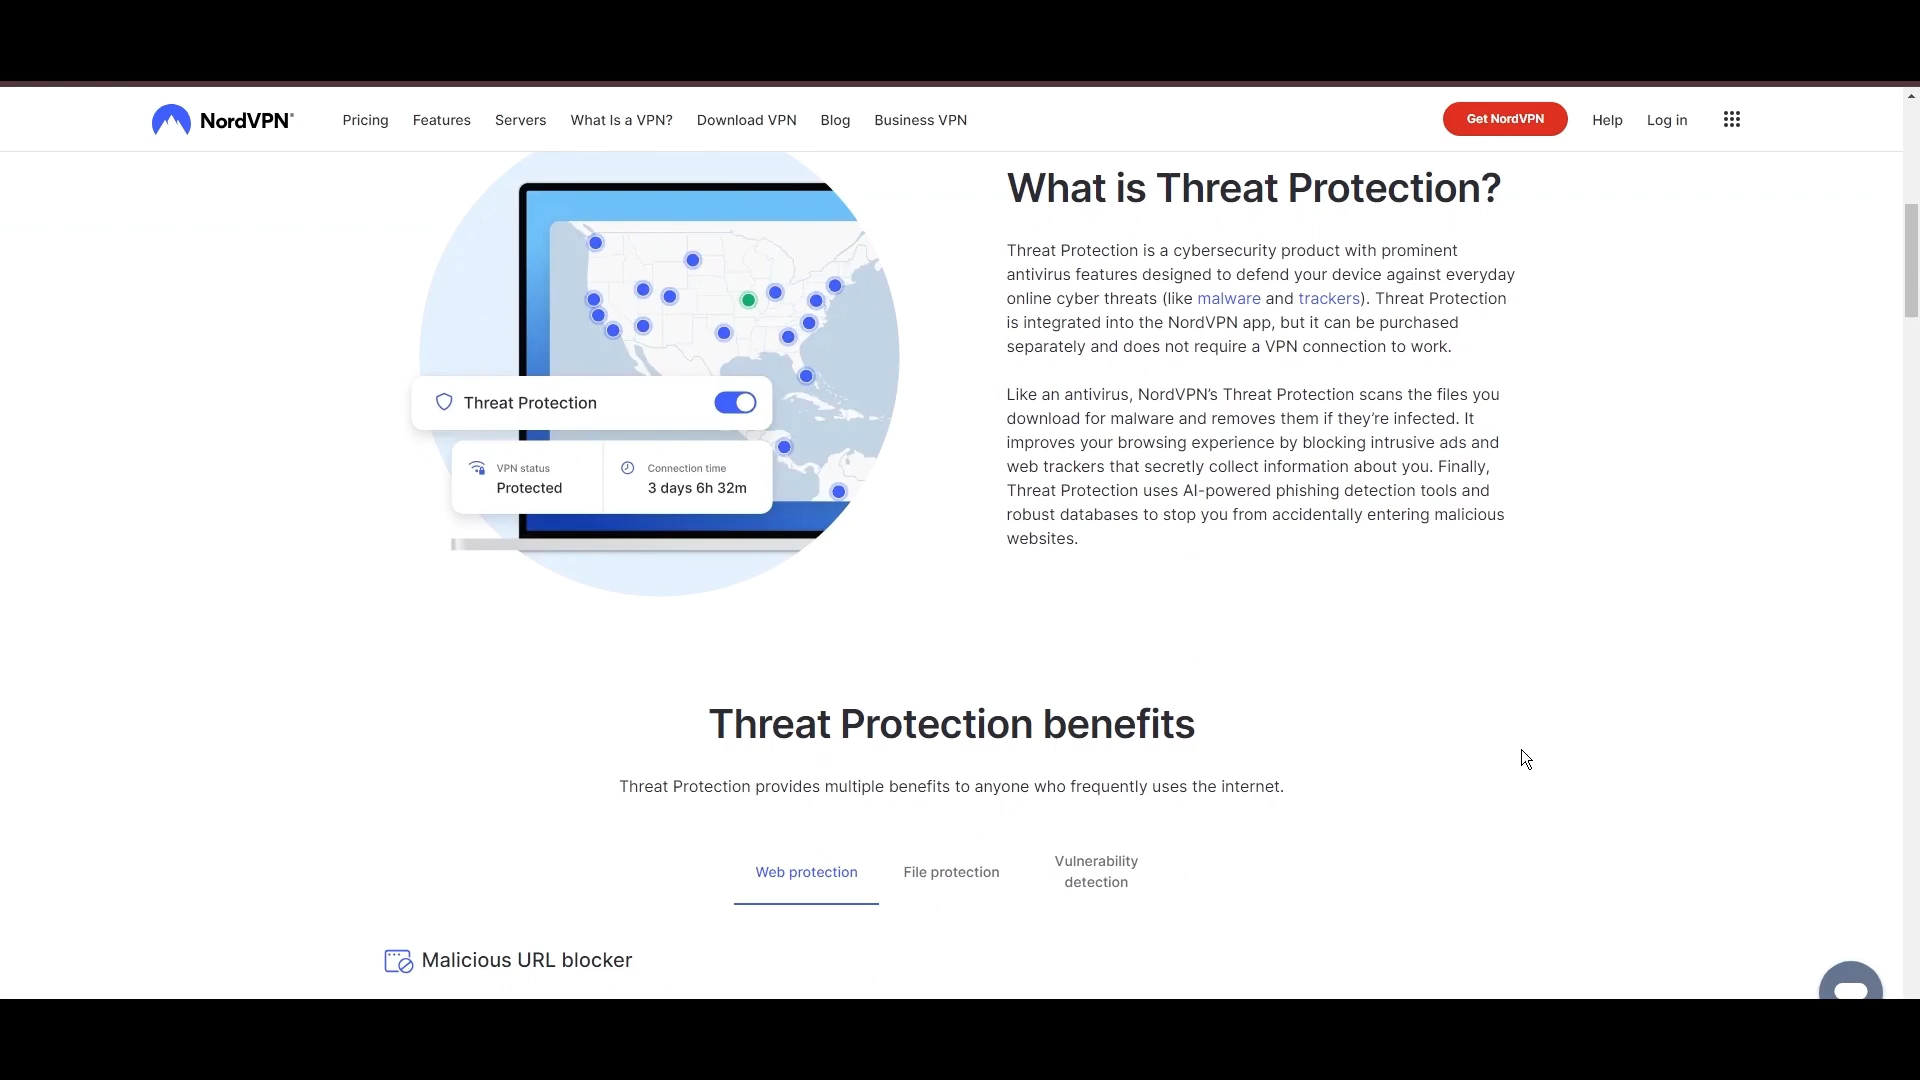 NordVPN®
Pricing
Features
Servers
What Is a VPN?
Download VPN
Blog
Business VPN
Get NordVPN
Help
Log in
Threat Protection
VPN status
Protected
Connection time
3 days 6h 32m
What is Threat Protection?
Threat Protection is a cybersecurity product with prominent
antivirus features designed to defend your device against everyday
online cyber threats (like malware and trackers). Threat Protection
is integrated into the NordVPN app, but it can be purchased
separately and does not require a VPN connection to work.
Like an antivirus, NordVPN’s Threat Protection scans the files you
download for malware and removes them if they’re infected. It
improves your browsing experience by blocking intrusive ads and
web trackers that secretly collect information about you. Finally,
Threat Protection uses AI-powered phishing detection tools and
robust databases to stop you from accidentally entering malicious
websites.
Threat Protection benefits
Threat Protection provides multiple benefits to anyone who frequently uses the internet.
Web protection
File protection
Vulnerability
detection
Malicious URL blocker